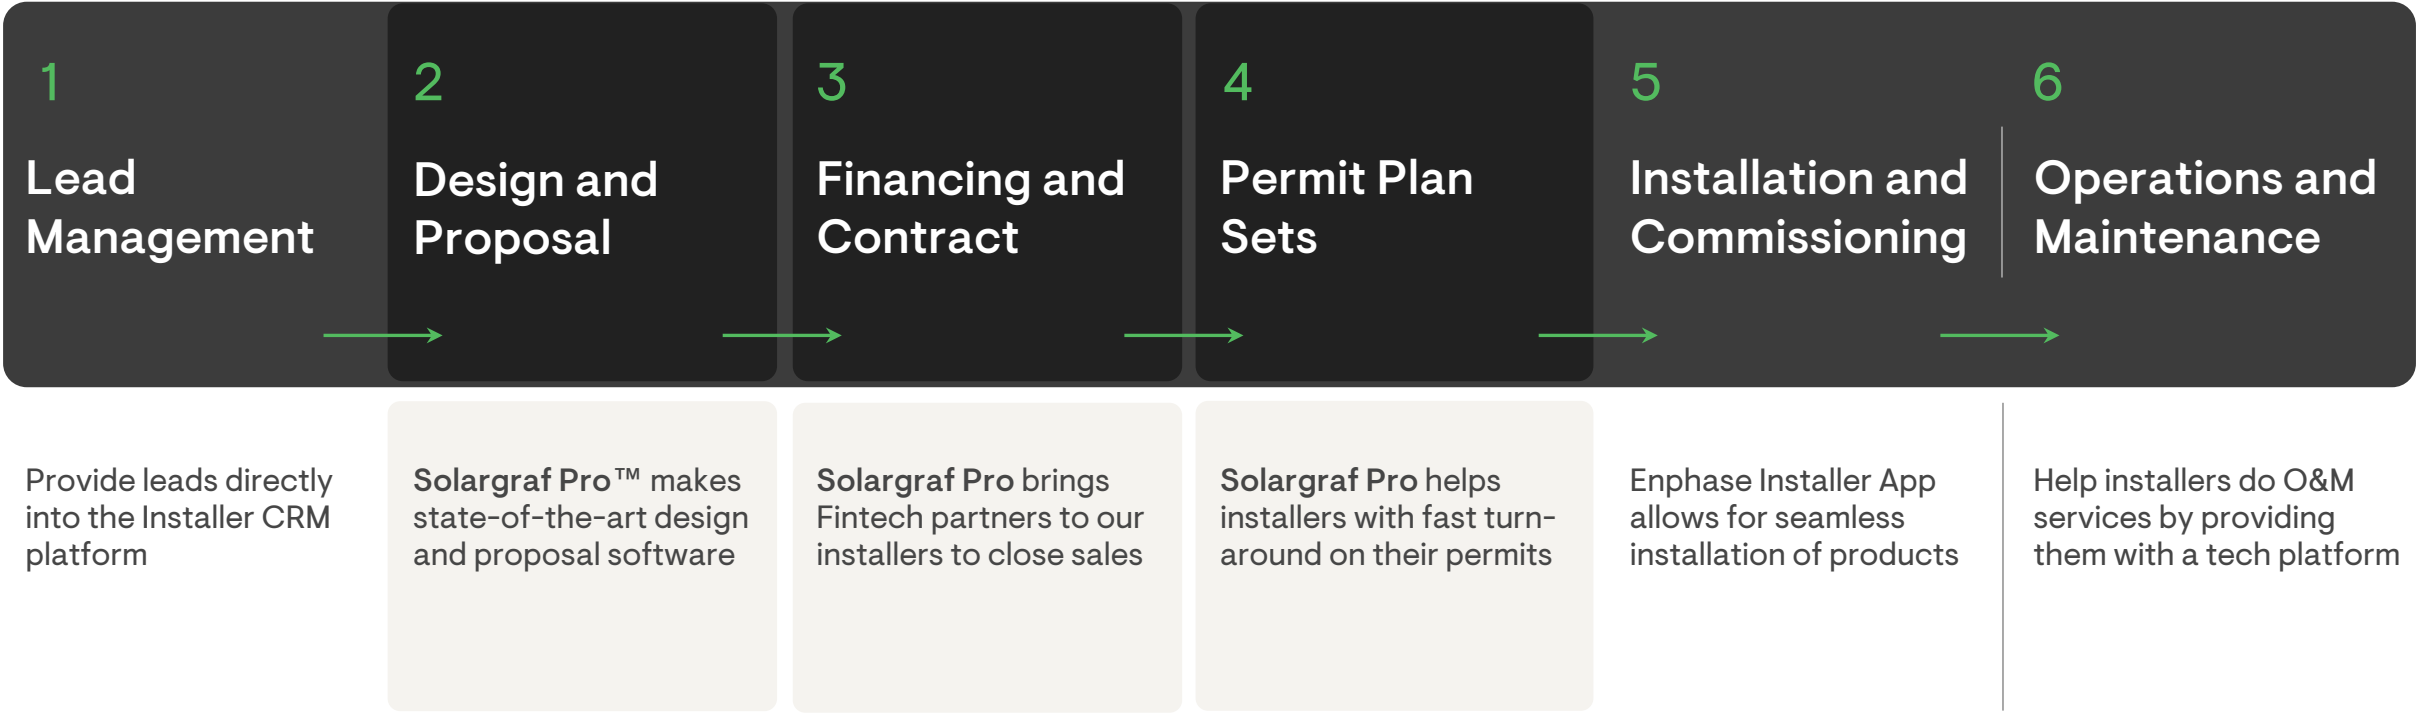 1
Lead
Management
2
Design and
Proposal
3
Financing and
Contract
4
Permit Plan
Sets
5
Installation and
Commissioning
6
Operations and
Maintenance
Provide leads directly
into the Installer CRM
platform
Solargraf Pro™ makes
state-of-the-art design
and proposal software
Solargraf Pro brings
Fintech partners to our
installers to close sales
Solargraf Pro helps
installers with fast turn-
around on their permits
Enphase Installer App
allows for seamless
installation of products
Help installers do O&M
services by providing
them with a tech platform